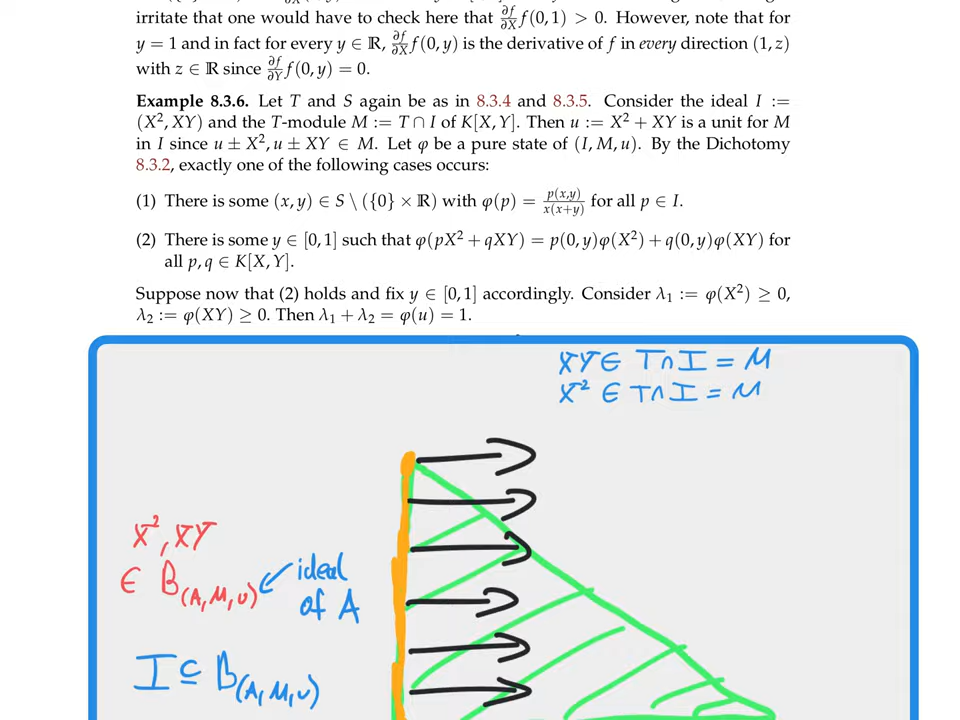 irritate that one would have to check here that ∂f/∂X f(0, 1) > 0. However, note that for
y = 1 and in fact for every y ∈ ℝ, ∂f/∂X f(0, y) is the derivative of f in every direction (1, z)
with z ∈ ℝ since ∂f/∂Y f(0, y) = 0.
Example 8.3.6. Let T and S again be as in 8.3.4 and 8.3.5. Consider the ideal I :=
(X², XY) and the T-module M := T ∩ I of K[X, Y]. Then u := X² + XY is a unit for M
in I since u ± X², u ± XY ∈ M. Let φ be a pure state of (I, M, u). By the Dichotomy
8.3.2, exactly one of the following cases occurs:
(1) There is some (x, y) ∈ S \ ({0} × ℝ) with φ(p) = p(x,y)/x(x+y) for all p ∈ I.
(2) There is some y ∈ [0, 1] such that φ(pX² + qXY) = p(0, y)φ(X²) + q(0, y)φ(XY) for
all p, q ∈ K[X, Y].
Suppose now that (2) holds and fix y ∈ [0, 1] accordingly. Consider λ₁ := φ(X²) ≥ 0,
λ₂ := φ(XY) ≥ 0. Then λ₁ + λ₂ = φ(u) = 1.
XY ∈ T∩I = M
X² ∈ T∩I = M
X², XY
∈ B(A,M,u)
ideal
of A
I ⊆ B(A,M,u)